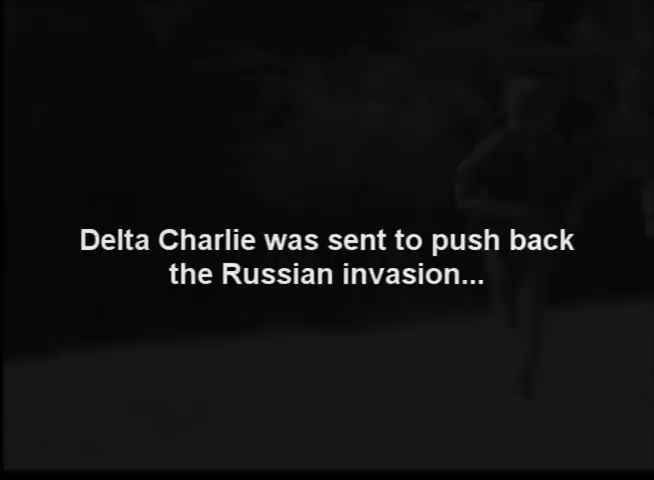 Delta Charlie was sent to push back
the Russian invasion...